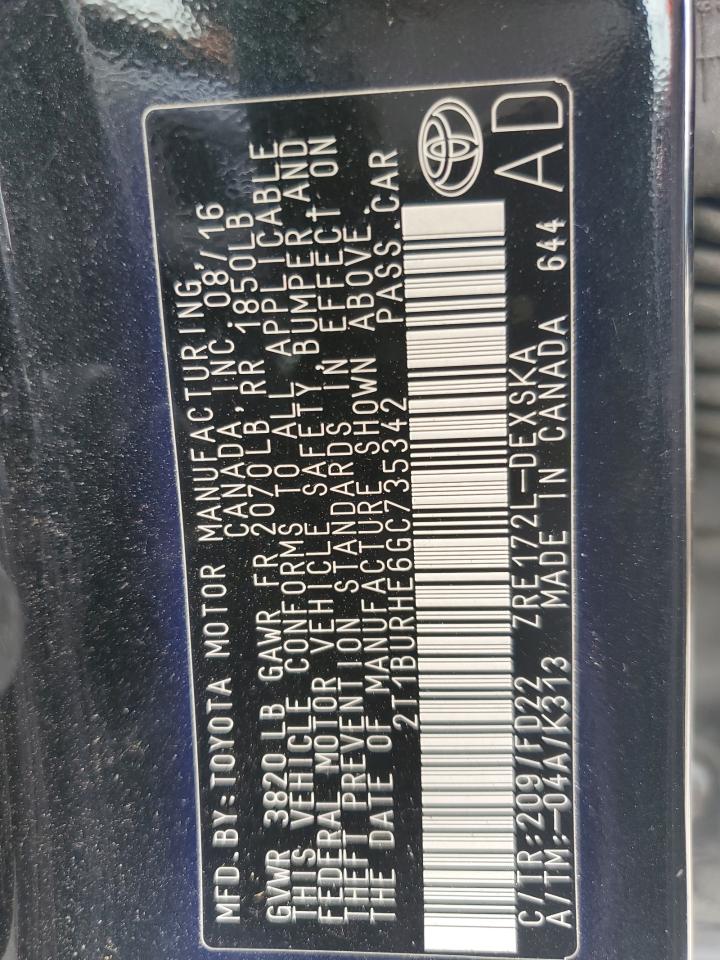 MFD.BY:TOYOTA MOTOR MANUFACTURING,
CANADA, INC. 08/16
GVWR 3820 LB GAWR FR 2070LB, RR 1850LB
THIS VEHICLE CONFORMS TO ALL APPLICABLE
FEDERAL MOTOR VEHICLE SAFETY, BUMPER, AND
THEFT PREVENTION STANDARDS IN EFFECT ON
THE DATE OF MANUFACTURE SHOWN ABOVE.
2T1BURHE6GC735342 PASS.CAR
C/TR:209/FD22 ZRE172L-DEXSKA
A/TM:-04A/K313 MADE IN CANADA 644
AD